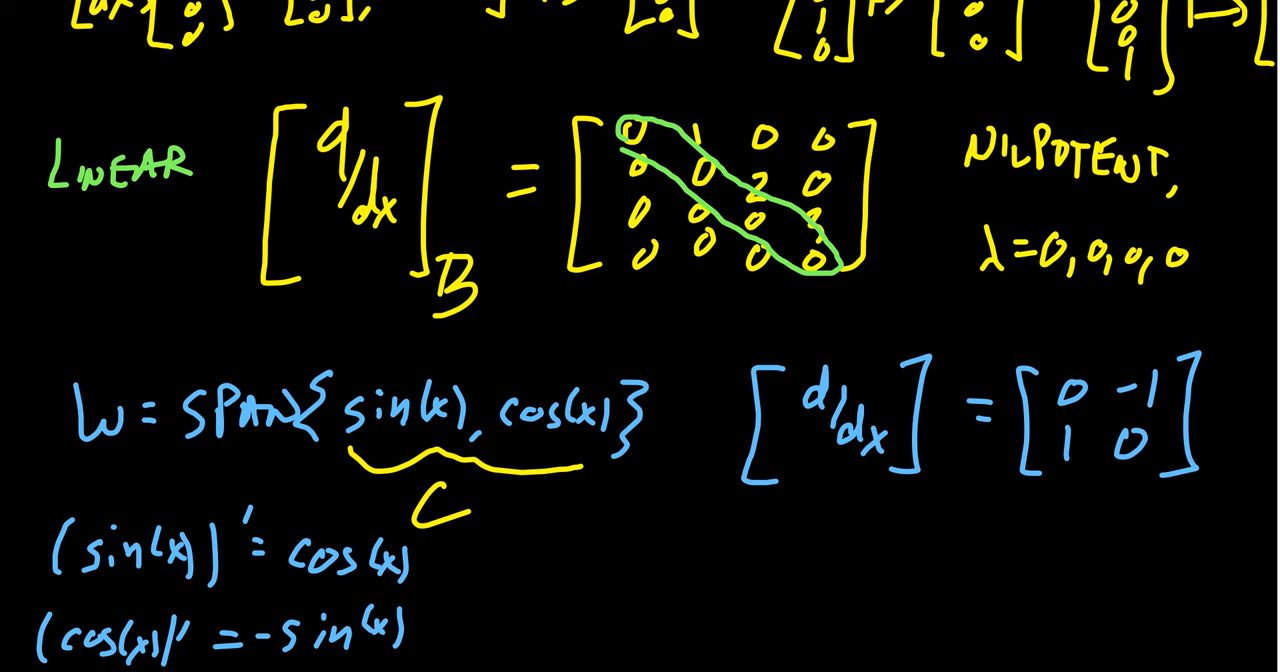 LINEAR [d/dx]_B = [0 1 0 0
0 0 2 0
0 0 0 3
0 0 0 0] NILPOTENT,
λ=0,0,0,0
W = SPAN{sin(x), cos(x)} [d/dx] = [0 -1
1 0]
C
(sin(x))' = cos(x)
(cos(x))' = -sin(x)